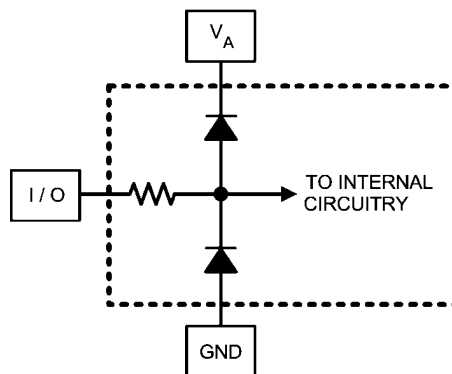 V_A
I / O
TO INTERNAL
CIRCUITRY
GND